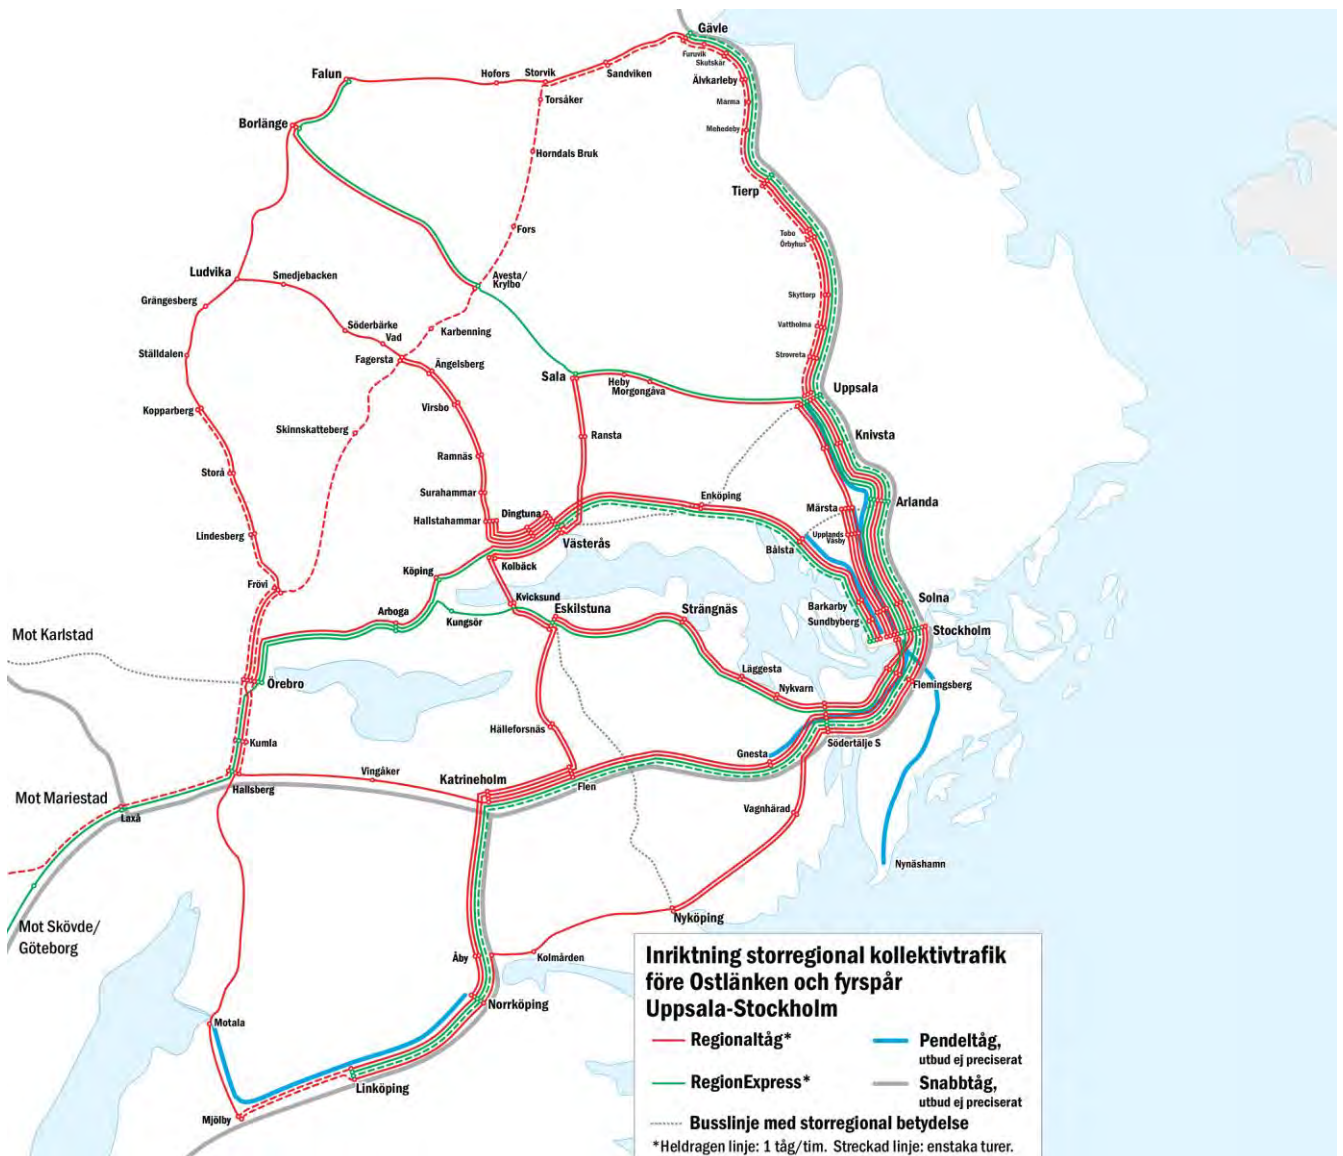 Gävle
Furuvik
Skutskär
Älvkarleby
Marma
Mehedeby
Tierp
Tobo
Örbyhus
Skyttorp
Vattholma
Storvreta
Uppsala
Falun
Hofors
Storvik
Sandviken
Torsåker
Borlänge
Horndals Bruk
Fors
Avesta/
Krylbo
Ludvika
Smedjebacken
Grängesberg
Söderbärke
Vad
Karbenning
Ställdalen
Fagersta
Ängelsberg
Sala
Heby
Morgongåva
Kopparberg
Virsbo
Skinnskatteberg
Ransta
Knivsta
Storå
Ramnäs
Surahammar
Enköping
Arlanda
Märsta
Lindesberg
Hallstahammar
Dingtuna
Västerås
Upplands
Väsby
Bålsta
Frövi
Köping
Kolbäck
Kvicksund
Eskilstuna
Strängnäs
Barkarby
Sundbyberg
Solna
Stockholm
Arboga
Kungsör
Mot Karlstad
Läggesta
Nykvarn
Flemingsberg
Örebro
Hälleforsnäs
Kumla
Gnesta
Södertälje S
Katrineholm
Vingåker
Flen
Hallsberg
Mot Mariestad
Laxå
Vagnhärad
Nynäshamn
Mot Skövde/
Göteborg
Nyköping
Åby
Kolmården
Norrköping
Motala
Linköping
Mjölby
Inriktning storregional kollektivtrafik
före Ostlänken och fyrspår
Uppsala-Stockholm
Regionaltåg*
Pendeltåg,
utbud ej preciserat
RegionExpress*
Snabbtåg,
utbud ej preciserat
Busslinje med storregional betydelse
*Heldragen linje: 1 tåg/tim. Streckad linje: enstaka turer.